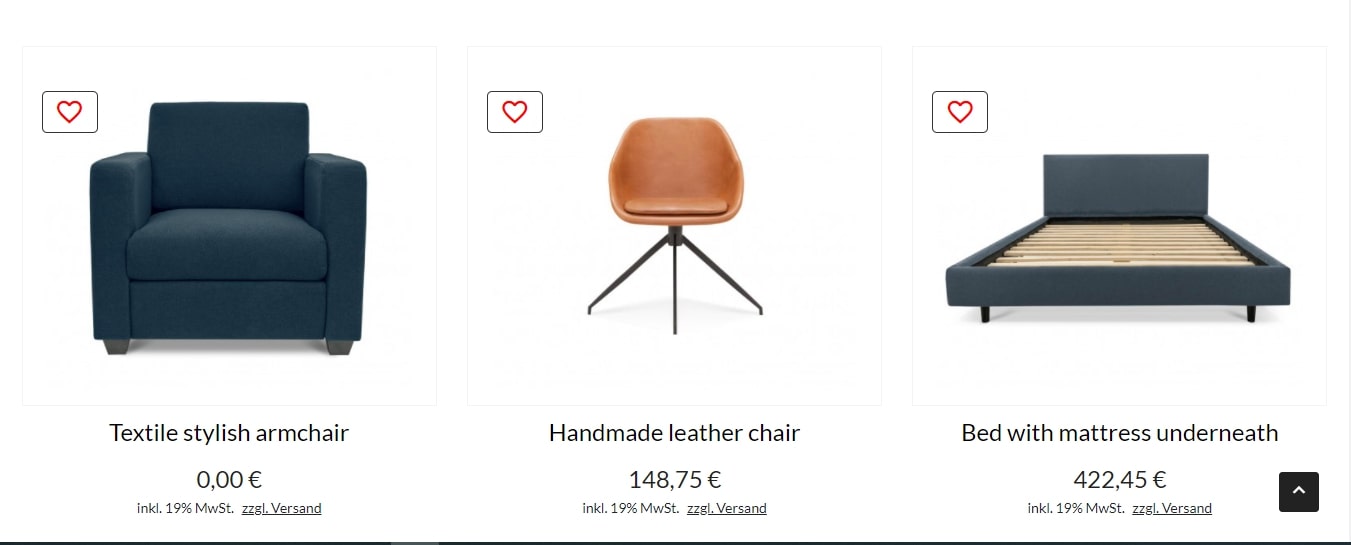 Textile stylish armchair
0,00 €
inkl. 19% MwSt. zzgl. Versand
Handmade leather chair
148,75 €
inkl. 19% MwSt. zzgl. Versand
Bed with mattress underneath
422,45 €
inkl. 19% MwSt. zzgl. Versand